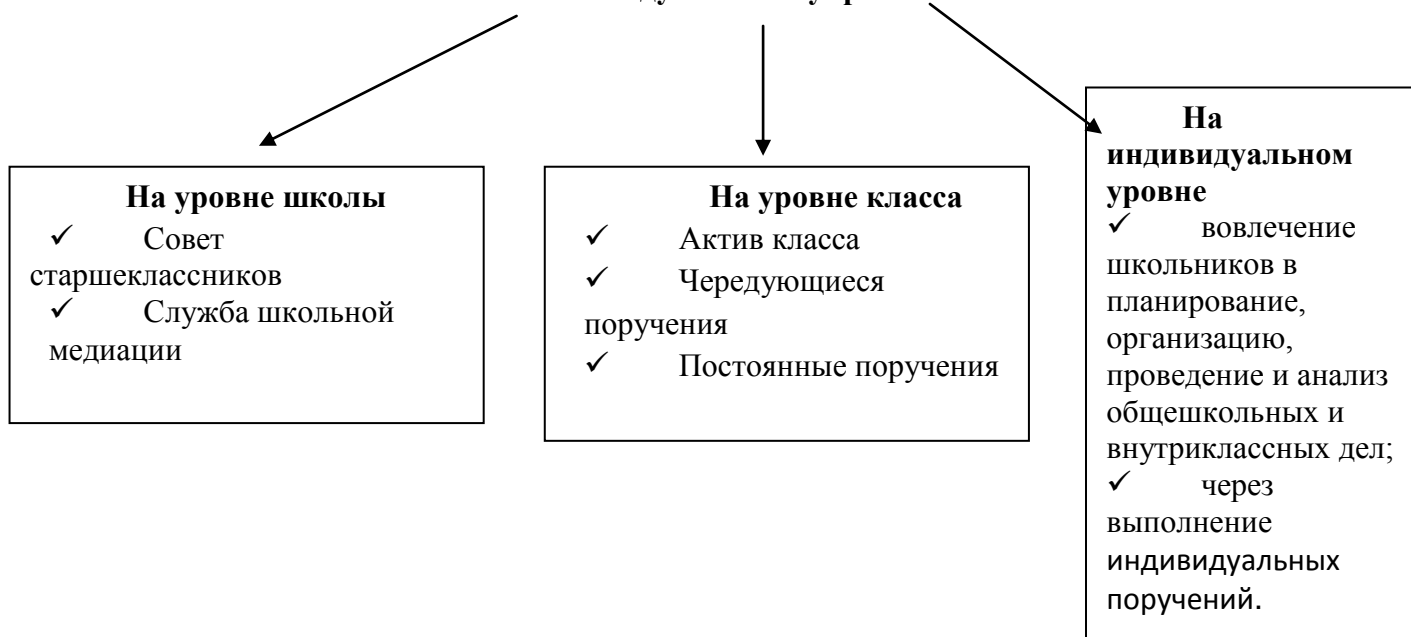 На уровне школы
✓ Совет
старшеклассников
✓ Служба школьной
медиации
На уровне класса
✓ Актив класса
✓ Чередующиеся
поручения
✓ Постоянные поручения
На
индивидуальном
уровне
✓ вовлечение
школьников в
планирование,
организацию,
проведение и анализ
общешкольных и
внутриклассных дел;
✓ через
выполнение
индивидуальных
поручений.